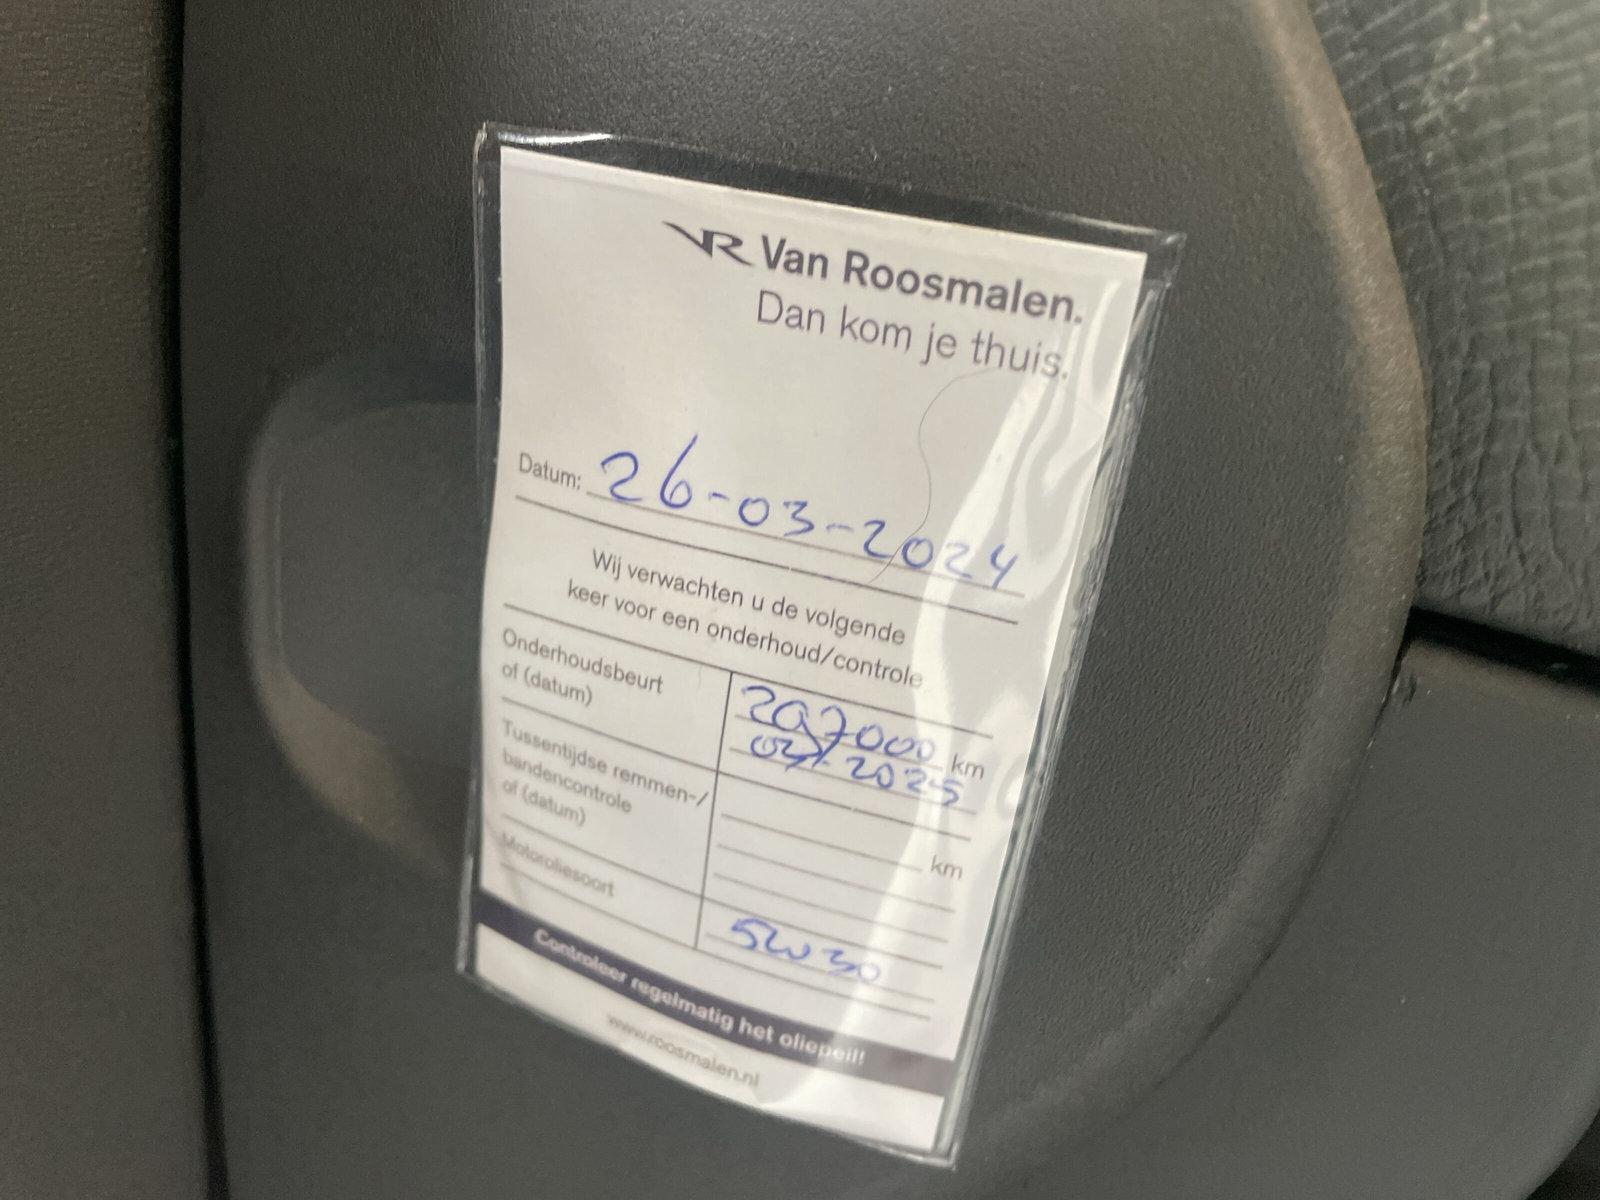 VR Van Roosmalen.
Dan kom je thuis.
Datum: 26-03-2024
Wij verwachten u de volgende
keer voor een onderhoud/controle
Onderhoudsbeurt
of (datum)
297000 km
03/- 2025
Tussentijdse remmen-/
bandencontrole
of (datum)
km
Motoroliesoort
5W30
Controleer regelmatig het oliepeil!
www.roosmalen.nl